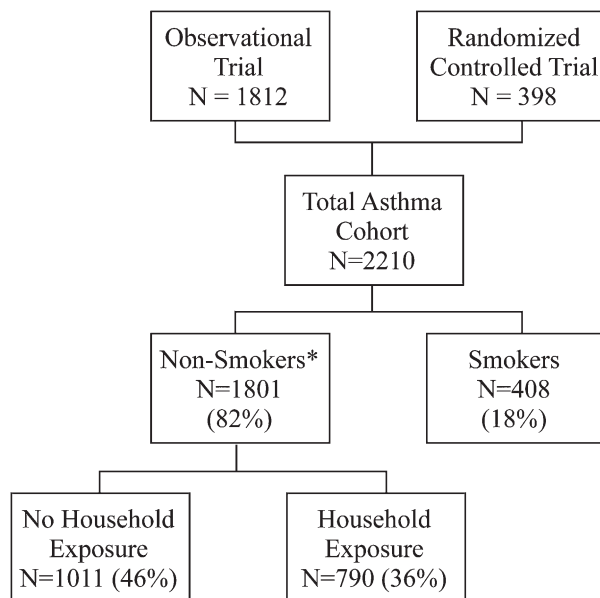 Observational
Trial
N = 1812
Randomized
Controlled Trial
N = 398
Total Asthma
Cohort
N=2210
Non-Smokers*
N=1801
(82%)
Smokers
N=408
(18%)
No Household
Exposure
N=1011 (46%)
Household
Exposure
N=790 (36%)